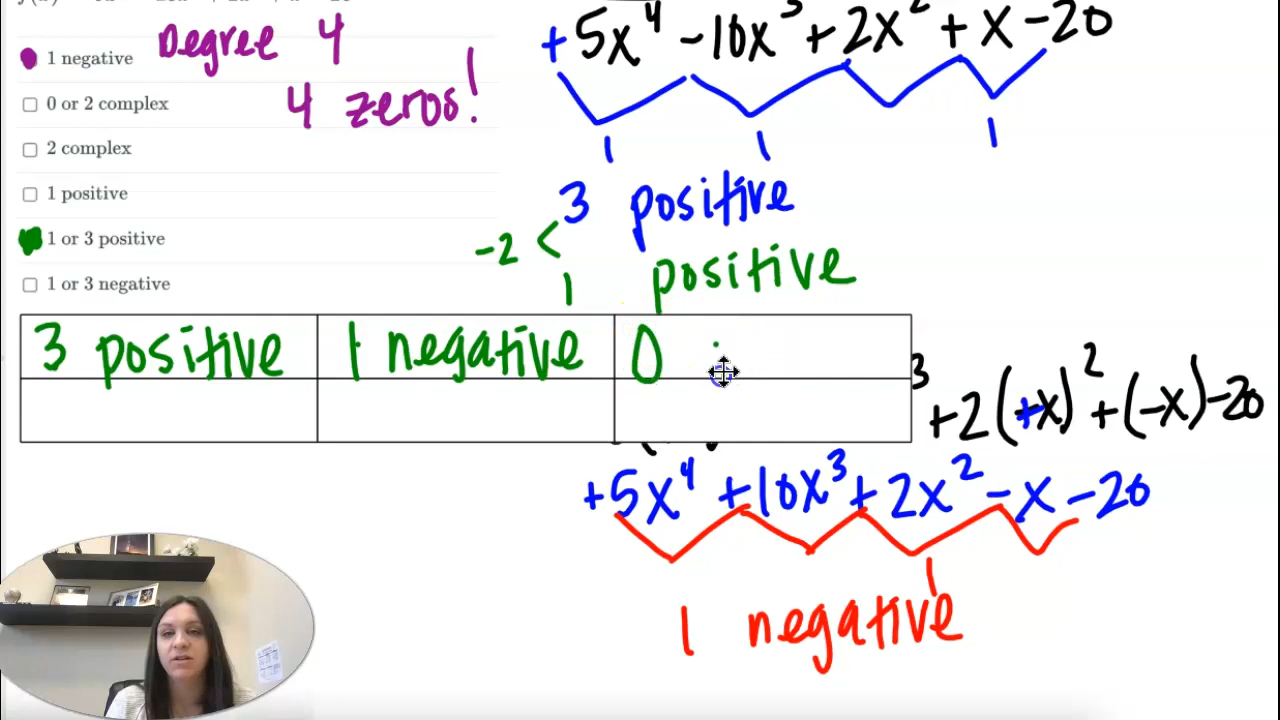 1 negative
Degree 4
4 zeros!
0 or 2 complex
2 complex
1 positive
1 or 3 positive
1 or 3 negative
+5x⁴ -10x³ +2x² + x -20
1 1 1
3 positive
-2 <
1 positive
3 positive 1 negative 0
3 +2(+x)² + (-x) -20
+5x⁴ +10x³ +2x² -x -20
1
1 negative